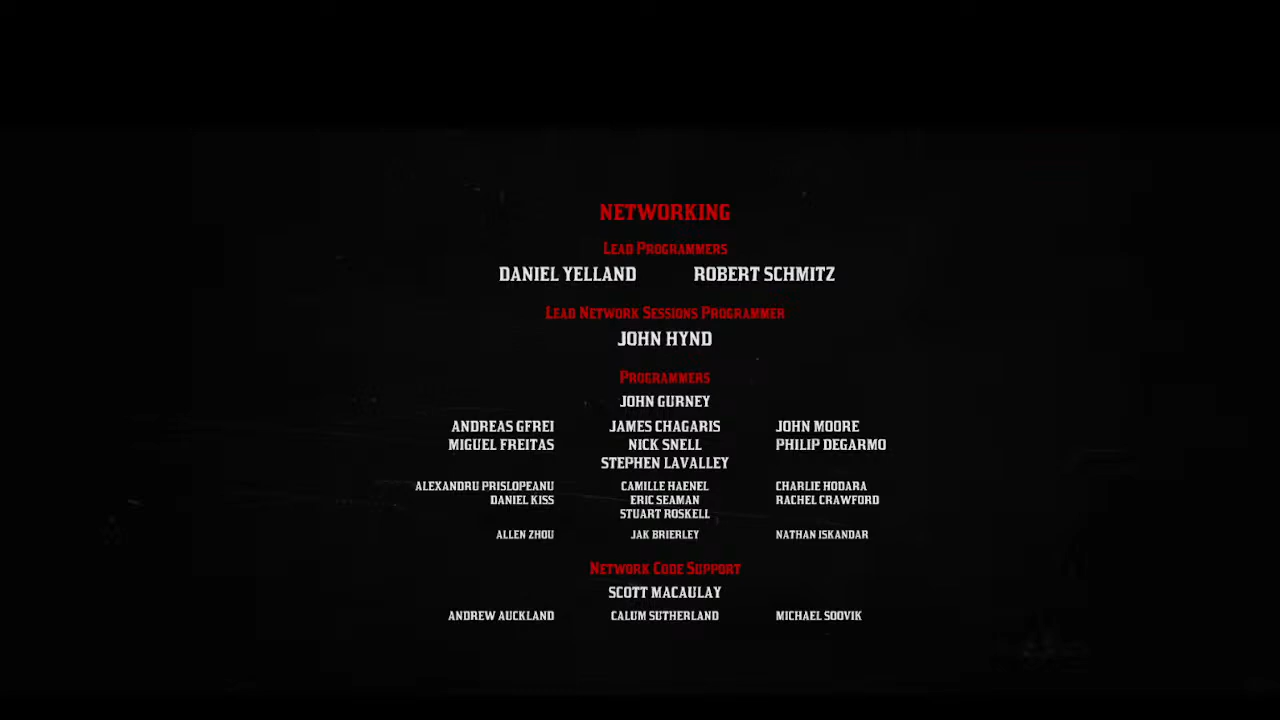 NETWORKING
LEAD PROGRAMMERS
DANIEL YELLAND ROBERT SCHMITZ
LEAD NETWORK SESSIONS PROGRAMMER
JOHN HYND
PROGRAMMERS
JOHN GURNEY
ANDREAS GFREI JAMES CHAGARIS JOHN MOORE
MIGUEL FREITAS NICK SNELL PHILIP DEGARMO
STEPHEN LAVALLEY
ALEXANDRU PRISLOPEANU CAMILLE HAENEL CHARLIE HODARA
DANIEL KISS ERIC SEAMAN RACHEL CRAWFORD
STUART ROSKELL
ALLEN ZHOU JAK BRIERLEY NATHAN ISKANDAR
NETWORK CODE SUPPORT
SCOTT MACAULAY
ANDREW AUCKLAND CALUM SUTHERLAND MICHAEL SOOVIK